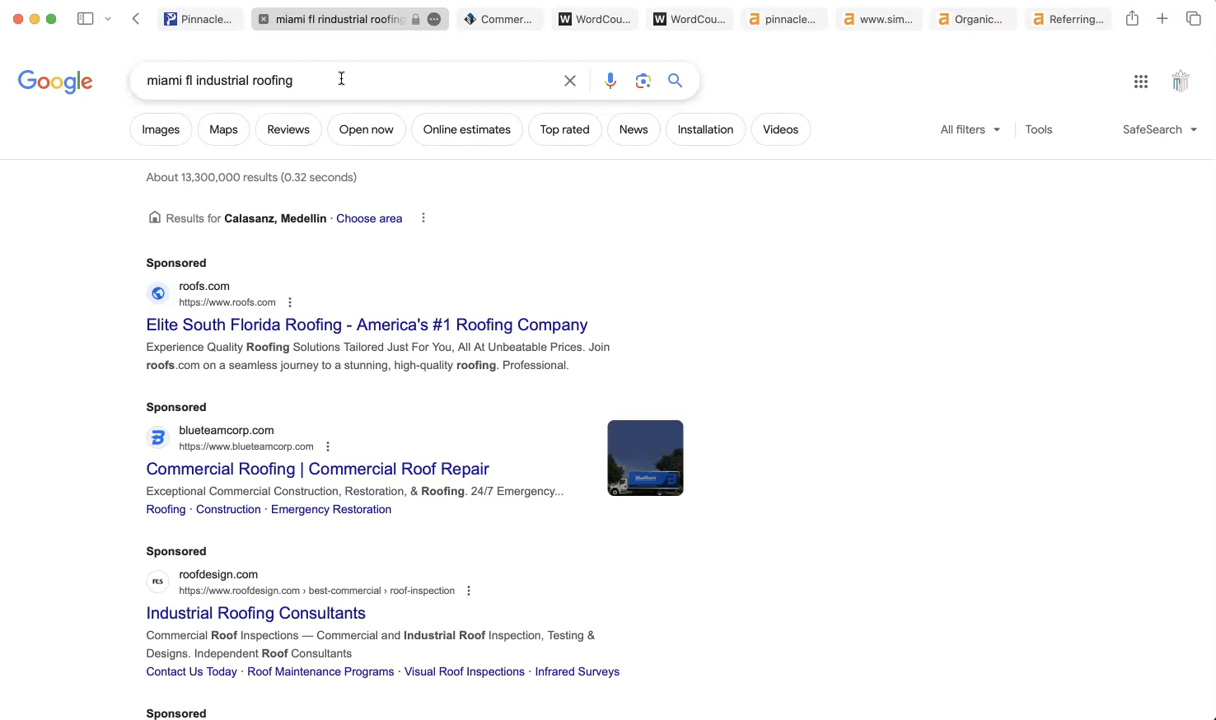 Pinnacle...
miami fl rindustrial roofing
Commer...
WordCou...
WordCou...
pinnacle...
www.sim...
Organic...
Referring...
Google
miami fl industrial roofing
Images
Maps
Reviews
Open now
Online estimates
Top rated
News
Installation
Videos
All filters
Tools
SafeSearch
About 13,300,000 results (0.32 seconds)
Results for Calasanz, Medellin · Choose area
Sponsored
roofs.com
https://www.roofs.com
Elite South Florida Roofing - America's #1 Roofing Company
Experience Quality Roofing Solutions Tailored Just For You, All At Unbeatable Prices. Join
roofs.com on a seamless journey to a stunning, high-quality roofing. Professional.
Sponsored
blueteamcorp.com
https://www.blueteamcorp.com
Commercial Roofing | Commercial Roof Repair
Exceptional Commercial Construction, Restoration, & Roofing. 24/7 Emergency...
Roofing · Construction · Emergency Restoration
Sponsored
roofdesign.com
https://www.roofdesign.com › best-commercial › roof-inspection
Industrial Roofing Consultants
Commercial Roof Inspections — Commercial and Industrial Roof Inspection, Testing &
Designs. Independent Roof Consultants
Contact Us Today · Roof Maintenance Programs · Visual Roof Inspections · Infrared Surveys
Sponsored